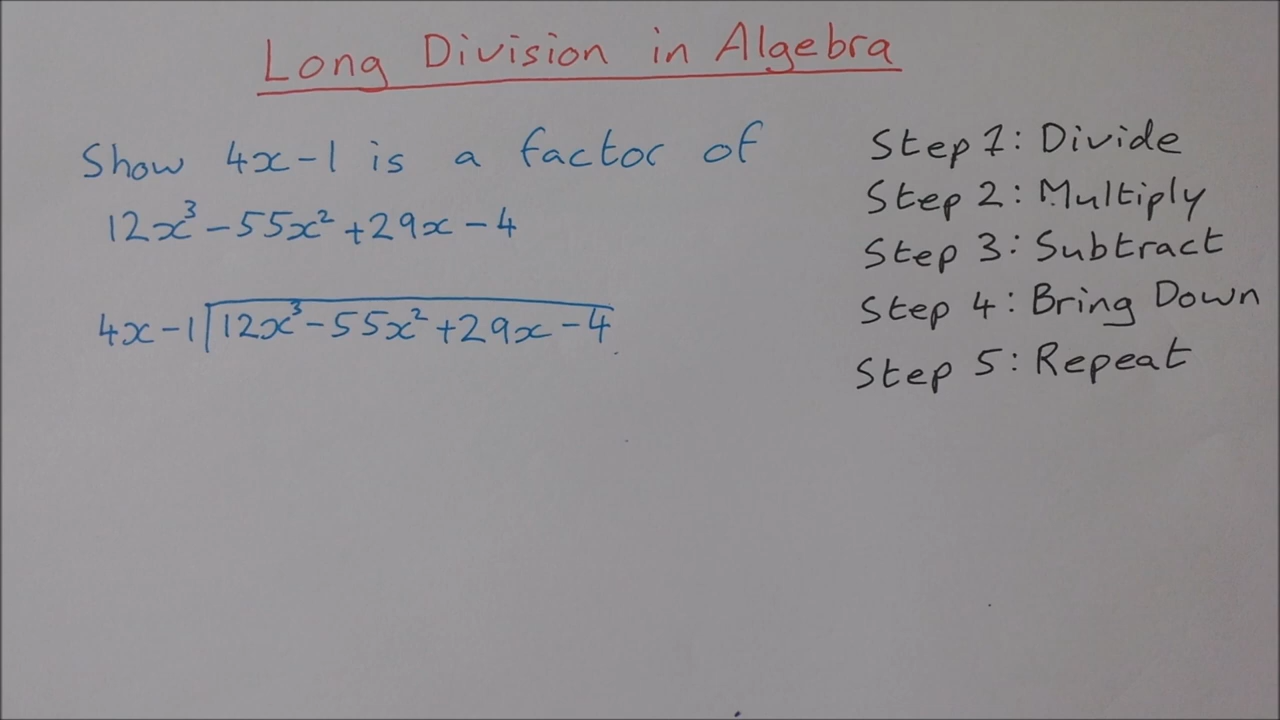 Long Division in Algebra
Show 4x-1 is a factor of
12x³ -55x² +29x -4
4x-1 12x³ -55x² +29x -4
Step 1: Divide
Step 2: Multiply
Step 3: Subtract
Step 4: Bring Down
Step 5: Repeat